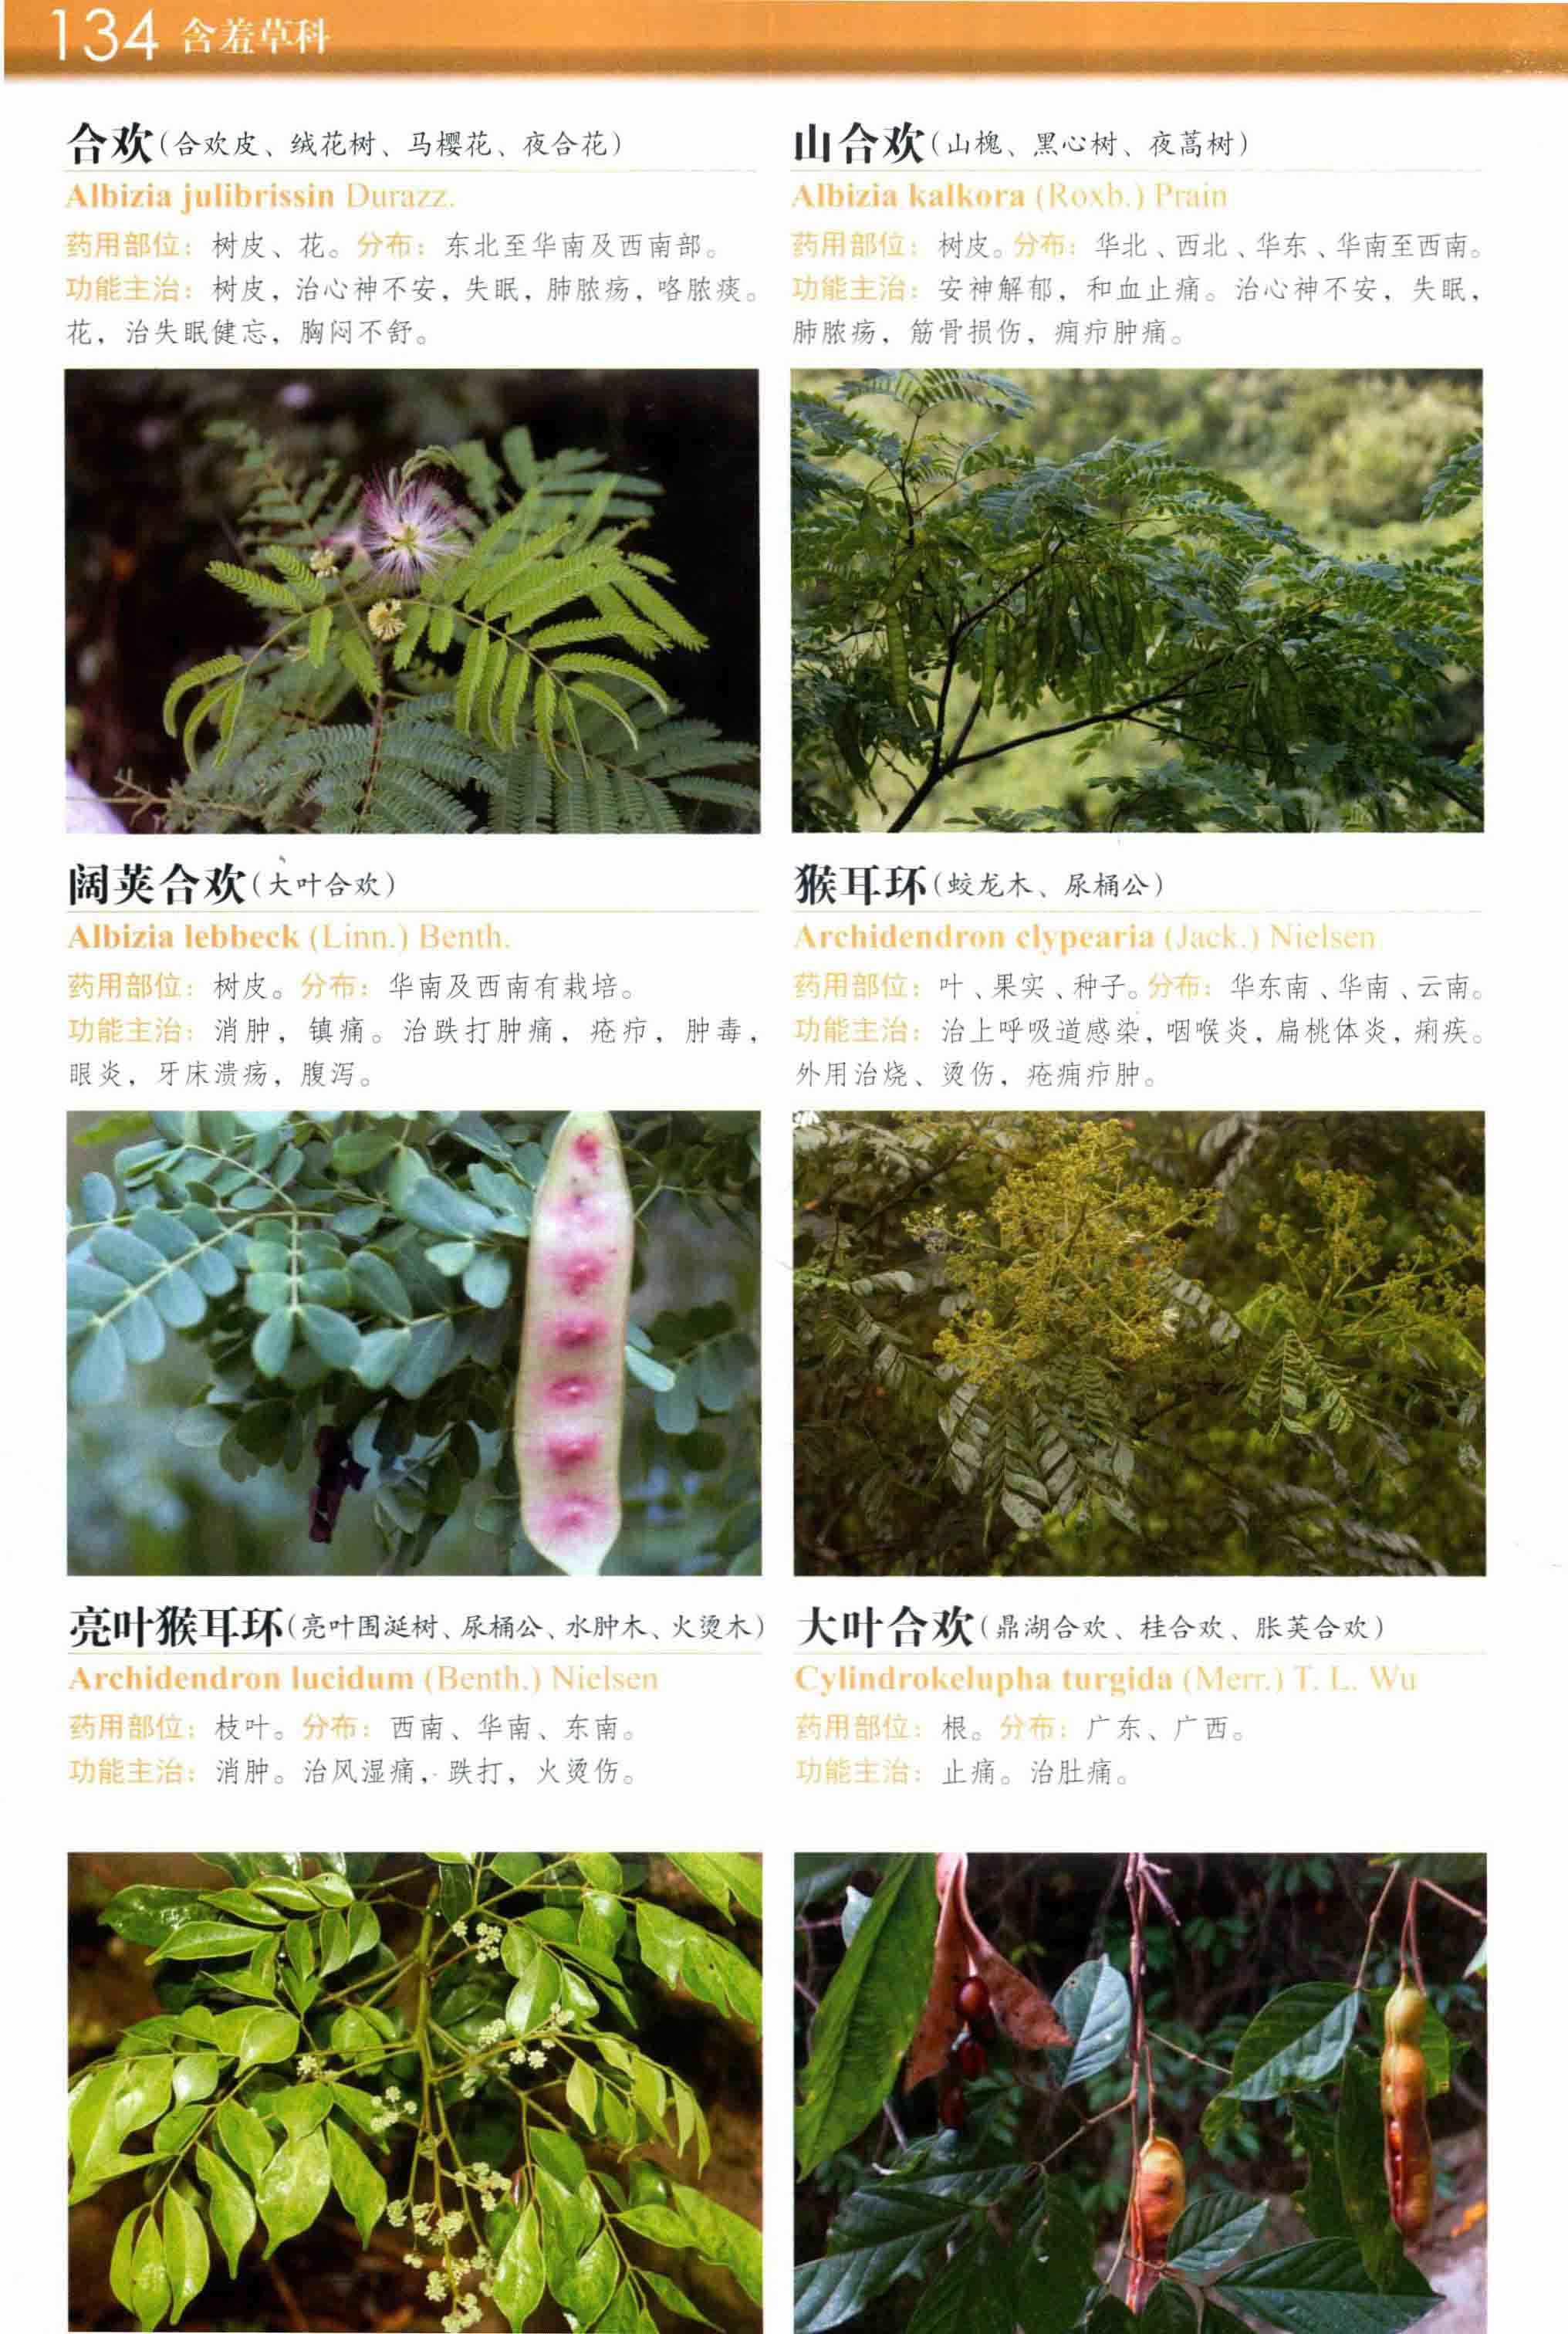 134 含羞草科
合欢(合欢皮、绒花树、马樱花、夜合花)
Albizia julibrissin Durazz.
药用部位：树皮、花。分布：东北至华南及西南部。
功能主治：树皮，治心神不安，失眠，肺脓疡，咯脓痰。
花，治失眠健忘，胸闷不舒。
山合欢(山槐、黑心树、夜蒿树)
Albizia kalkora (Roxb.) Prain
药用部位：树皮。分布：华北、西北、华东、华南至西南。
功能主治：安神解郁，和血止痛。治心神不安，失眠，
肺脓疡，筋骨损伤，痈疖肿痛。
阔荚合欢(大叶合欢)
Albizia lebbeck (Linn.) Benth.
药用部位：树皮。分布：华南及西南有栽培。
功能主治：消肿，镇痛。治跌打肿痛，疮疖，肿毒，
眼炎，牙床溃疡，腹泻。
猴耳环(蛟龙木、尿桶公)
Archidendron clypearia (Jack.) Nielsen
药用部位：叶、果实、种子。分布：华东南、华南、云南。
功能主治：治上呼吸道感染，咽喉炎，扁桃体炎，痢疾。
外用治烧、烫伤，疮痈疖肿。
亮叶猴耳环(亮叶围涎树、尿桶公、水肿木、火烫木)
Archidendron lucidum (Benth.) Nielsen
药用部位：枝叶。分布：西南、华南、东南。
功能主治：消肿。治风湿痛，跌打，火烫伤。
大叶合欢(鼎湖合欢、桂合欢、胀荚合欢)
Cylindrokelupha turgida (Merr.) T. L. Wu
药用部位：根。分布：广东、广西。
功能主治：止痛。治肚痛。